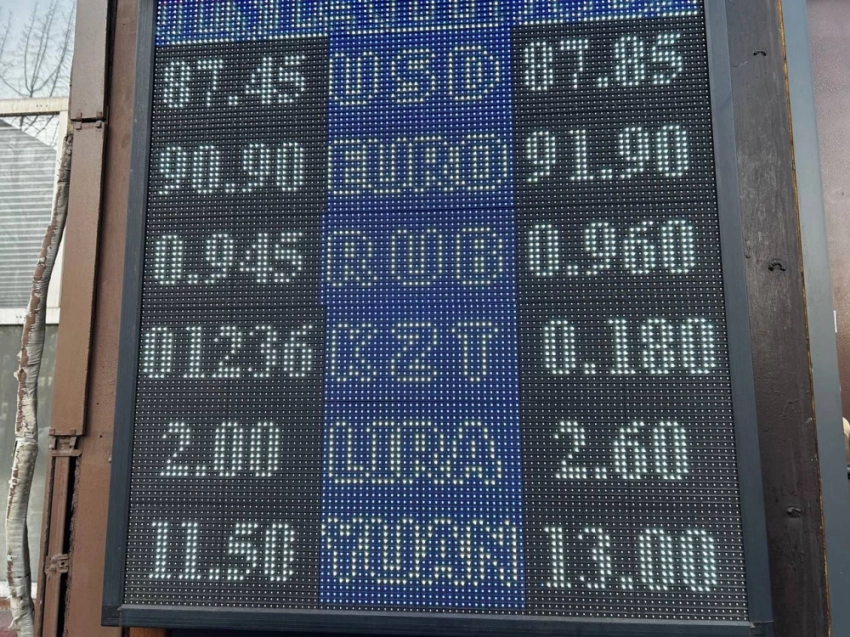 87.45 USD 87.85
90.90 EURO 91.90
0.945 RUB 0.960
01236 KZT 0.180
2.00 LIRA 2.60
11.50 YUAN 13.00